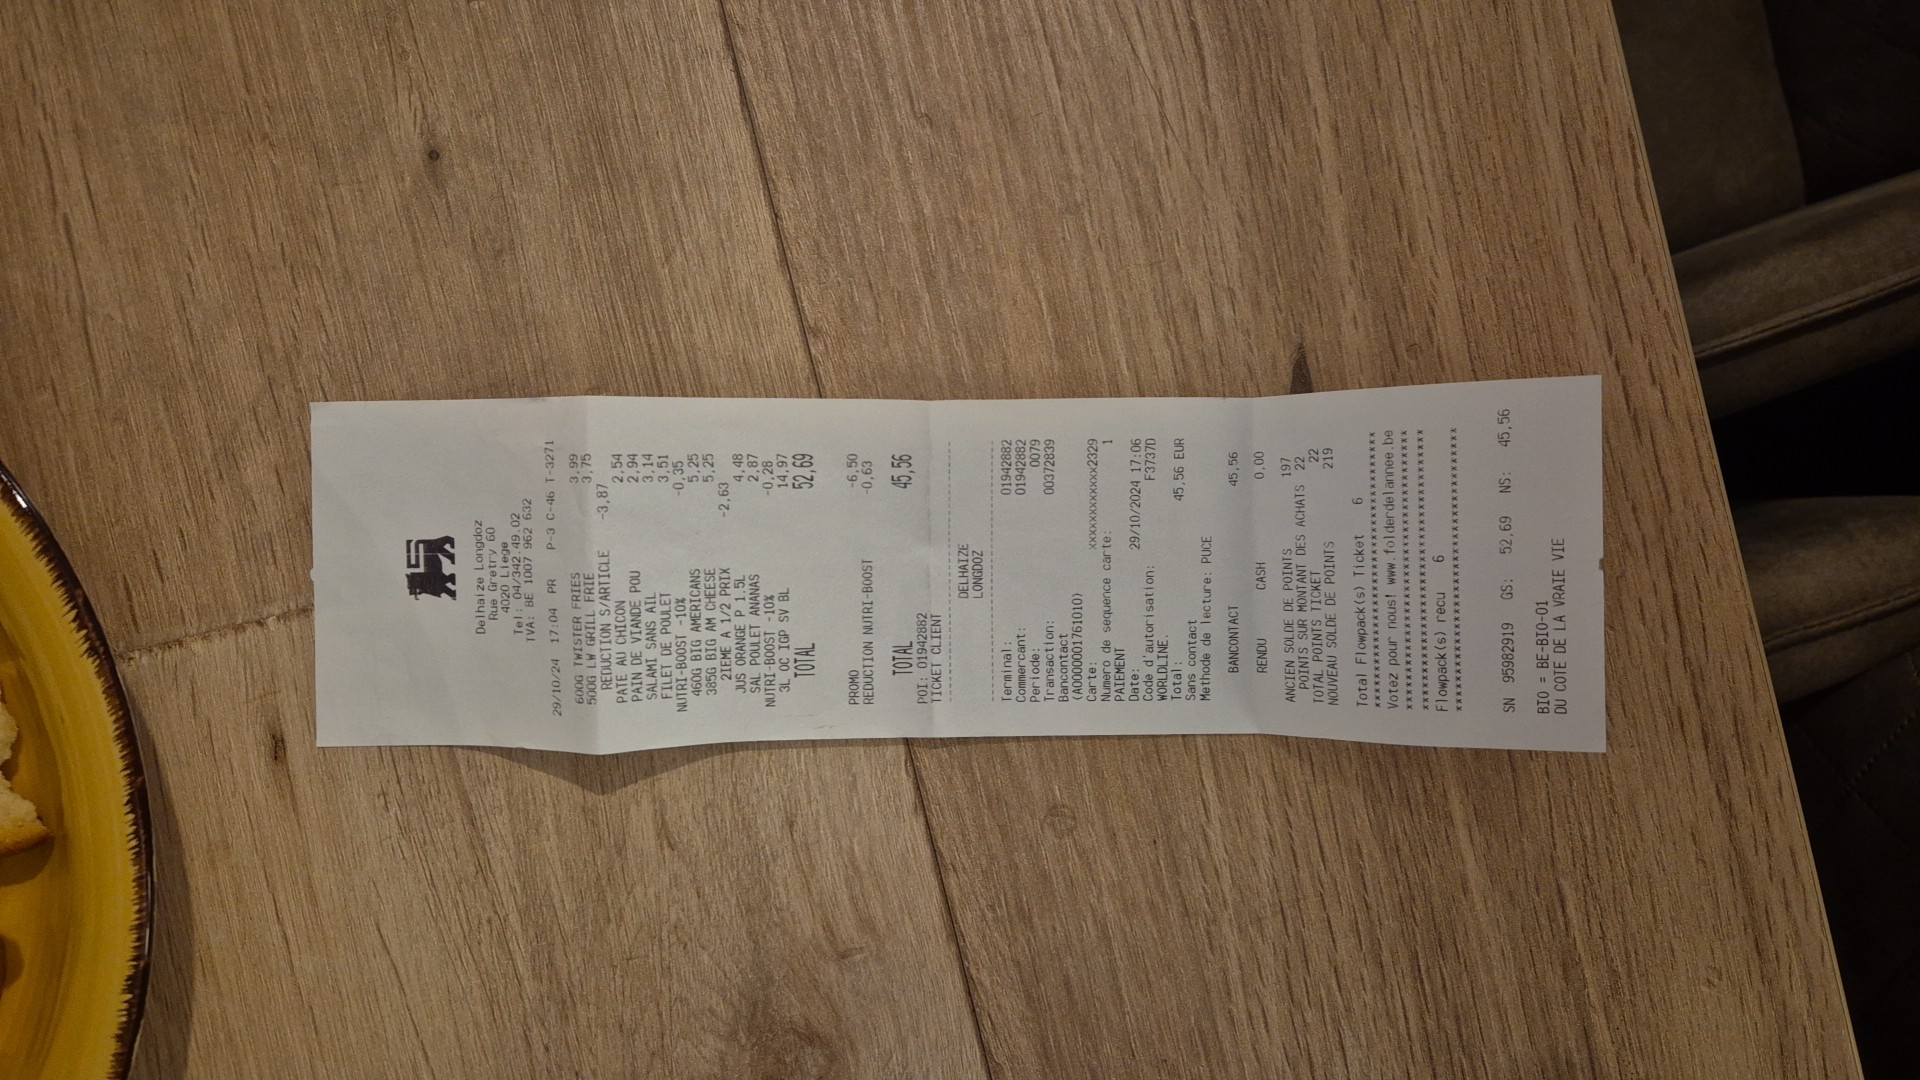 Delhaize Longdoz
Rue Gretry 60
4020 Liege
Tel : 04/342.49.02
TVA: BE 1007 962 632
29/10/24 17:04 PR P-3 C-46 T-3271
600G TWISTER FRIES 3,99
500G LW GRILL FRIE 3,75
REDUCTION S/ARTICLE -3,87
PATE AU CHICON 2,54
PAIN DE VIANDE POU 2,94
SALAMI SANS AIL 3,14
FILET DE POULET 3,51
NUTRI-BOOST -10% -0,35
460G BIG AMERICANS 5,25
385G BIG AM CHEESE 5,25
2IEME A 1/2 PRIX -2,63
JUS ORANGE P 1.5L 4,48
SAL POULET ANANAS 2,87
NUTRI-BOOST -10% -0,28
3L OC IGP SV BL 14,97
TOTAL 52,69
PROMO -6,50
REDUCTION NUTRI-BOOST -0,63
TOTAL 45,56
POI: 01942882
TICKET CLIENT
DELHAIZE
LONGDOZ
Terminal: 01942882
Commercant: 01942882
Periode: 0079
Transaction: 00372839
Bancontact
(A0000001761010)
Carte: xxxxxxxxxxxxx2329
Numero de sequence carte: 1
PAIEMENT
Date: 29/10/2024 17:06
Code d'autorisation: F3737D
WORLDLINE.
Total: 45,56 EUR
Sans contact
Methode de lecture: PUCE
BANCONTACT 45,56
RENDU CASH 0,00
ANCIEN SOLDE DE POINTS 197
POINTS SUR MONTANT DES ACHATS 22
TOTAL POINTS TICKET 22
NOUVEAU SOLDE DE POINTS 219
Total Flowpack(s) Ticket 6
Votez pour nous! www.folderdelannee.be
Flowpack(s) recu 6
SN 95982919 GS: 52,69 NS: 45,56
BIO = BE-BIO-01
DU COTE DE LA VRAIE VIE